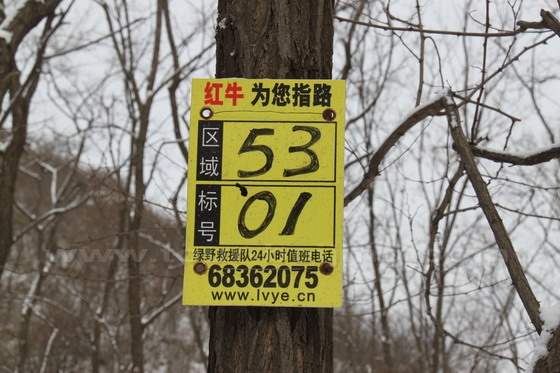 红牛 为您指路
区域 53
标号 01
绿野救援队24小时值班电话
68362075
www.lvye.cn